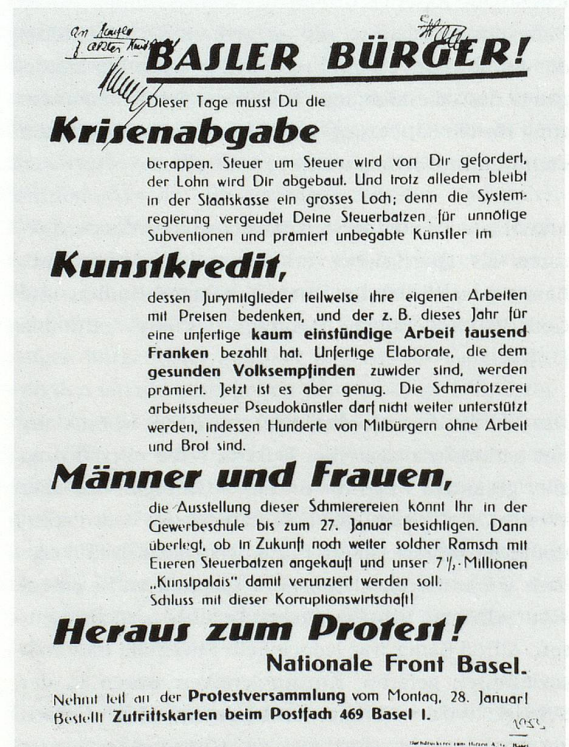 BASLER BÜRGER!
Dieser Tage musst Du die
Krisenabgabe
berappen. Steuer um Steuer wird von Dir gefordert,
der Lohn wird Dir abgebaut. Und trotz alledem bleibt
in der Staatskasse ein grosses Loch; denn die System-
regierung vergeudet Deine Steuerbatzen für unnötige
Subventionen und prämiert unbegabte Künstler im
Kunstkredit,
dessen Jurymitglieder teilweise ihre eigenen Arbeiten
mit Preisen bedenken, und der z. B. dieses Jahr für
eine unfertige kaum einstündige Arbeit tausend
Franken bezahlt hat. Unfertige Elaborate, die dem
gesunden Volksempfinden zuwider sind, werden
prämiert. Jetzt ist es aber genug. Die Schmarotzerei
arbeitsscheuer Pseudokünstler darf nicht weiter unterstützt
werden, indessen Hunderte von Mitbürgern ohne Arbeit
und Brot sind.
Männer und Frauen,
die Ausstellung dieser Schmierereien könnt Ihr in der
Gewerbeschule bis zum 27. Januar besichtigen. Dann
überlegt, ob in Zukunft noch weiter solcher Ramsch mit
Eueren Steuerbatzen angekauft und unser 7½-Millionen
„Kunstpalais" damit verunziert werden soll.
Schluss mit dieser Korruptionswirtschaft!
Heraus zum Protest!
Nationale Front Basel.
Nehmt teil an der Protestversammlung vom Montag, 28. Januar!
Bestellt Zutrittskarten beim Postfach 469 Basel 1.